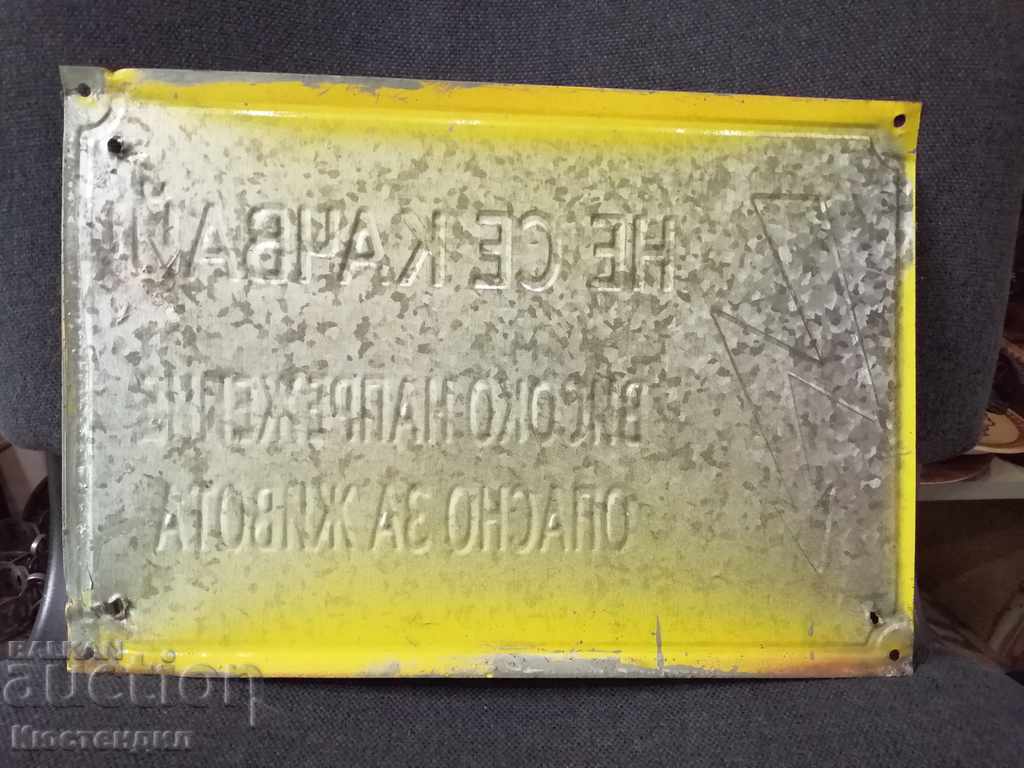 НЕ СЕ КАЧВАЙ
ВИСОКО НАПРЕЖЕНИЕ
ОПАСНО ЗА ЖИВОТА
BALKAN
auction
Кюстендил